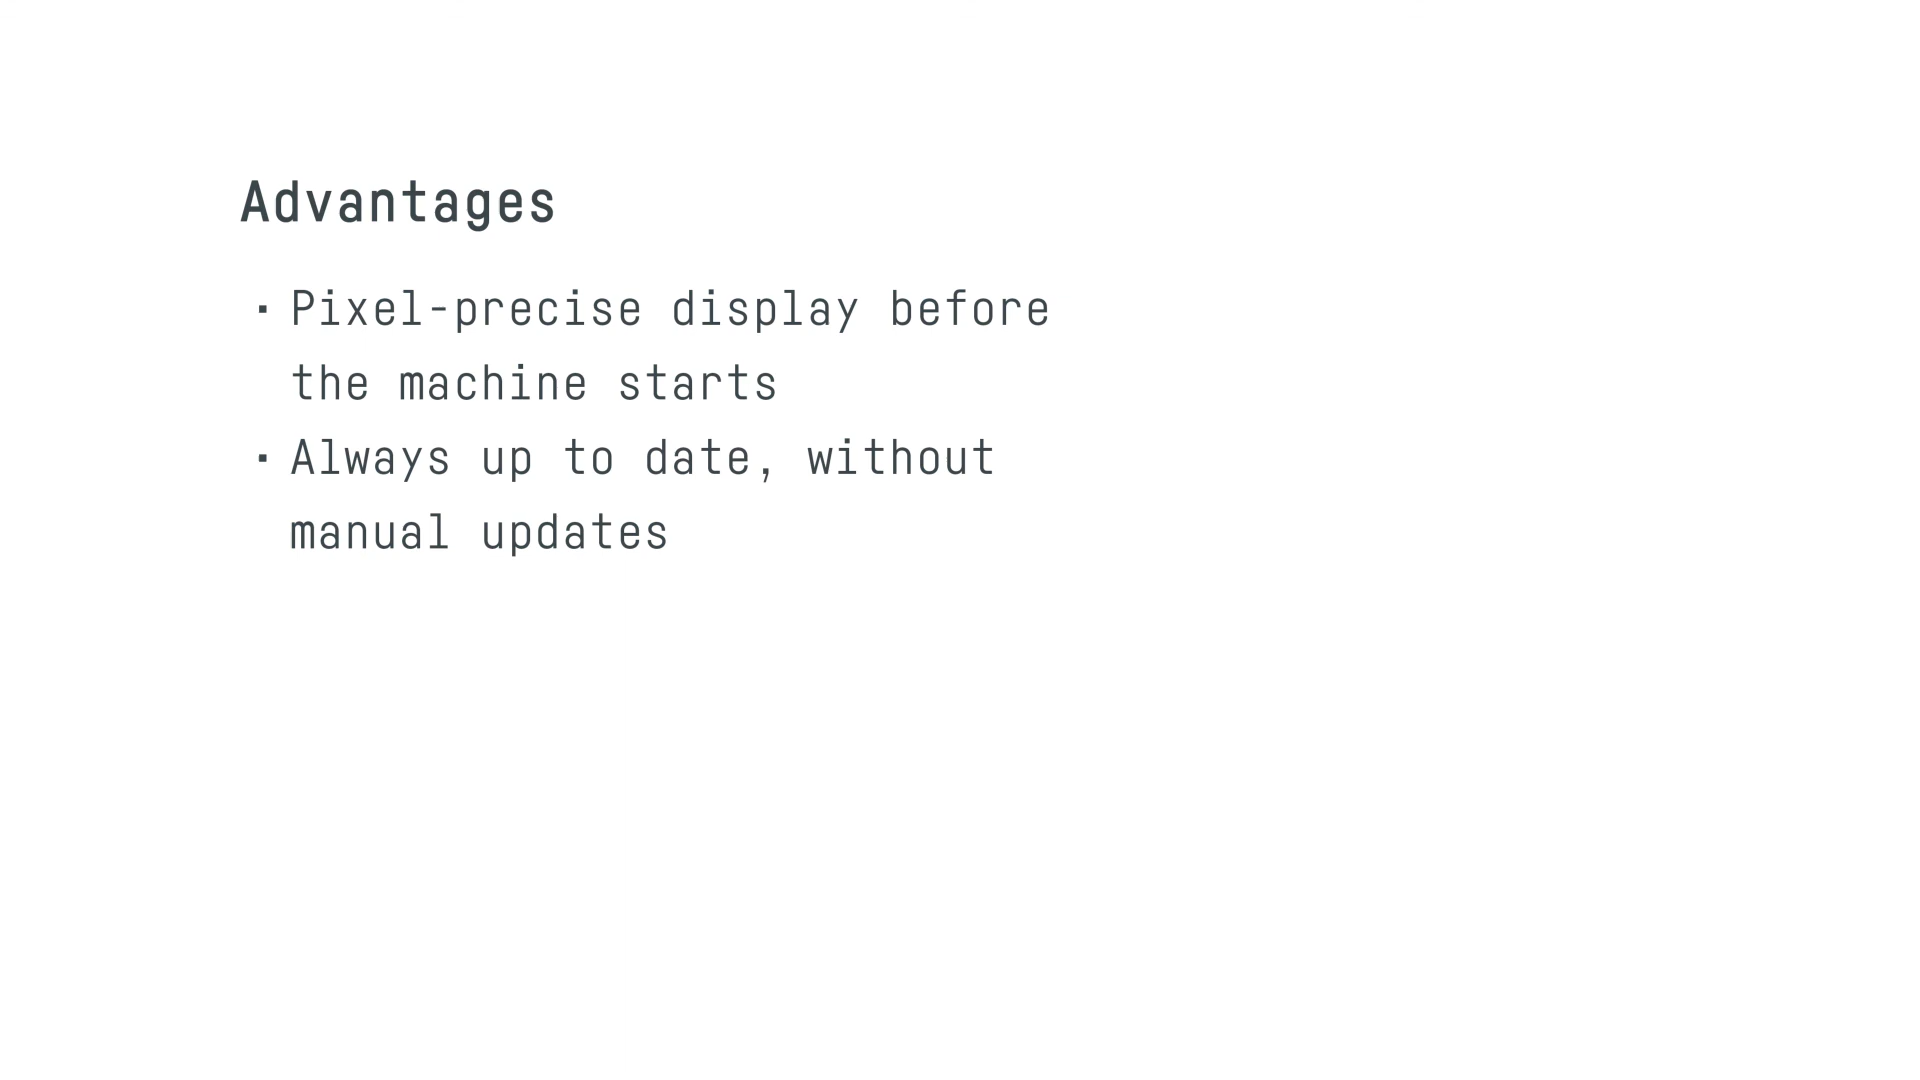 Advantages
▪ Pixel-precise display before
the machine starts
▪ Always up to date, without
manual updates